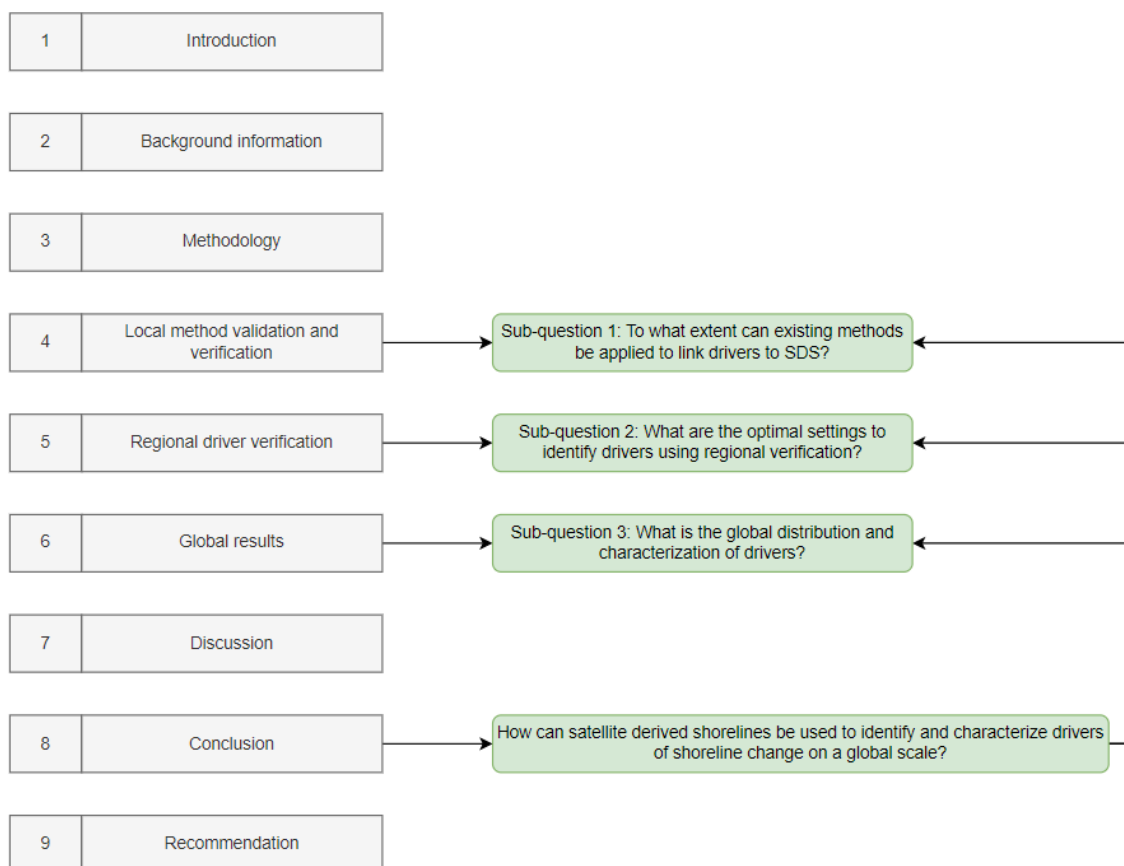 1
Introduction
2
Background information
3
Methodology
4
Local method validation and
verification
Sub-question 1: To what extent can existing methods
be applied to link drivers to SDS?
5
Regional driver verification
Sub-question 2: What are the optimal settings to
identify drivers using regional verification?
6
Global results
Sub-question 3: What is the global distribution and
characterization of drivers?
7
Discussion
8
Conclusion
How can satellite derived shorelines be used to identify and characterize drivers
of shoreline change on a global scale?
9
Recommendation